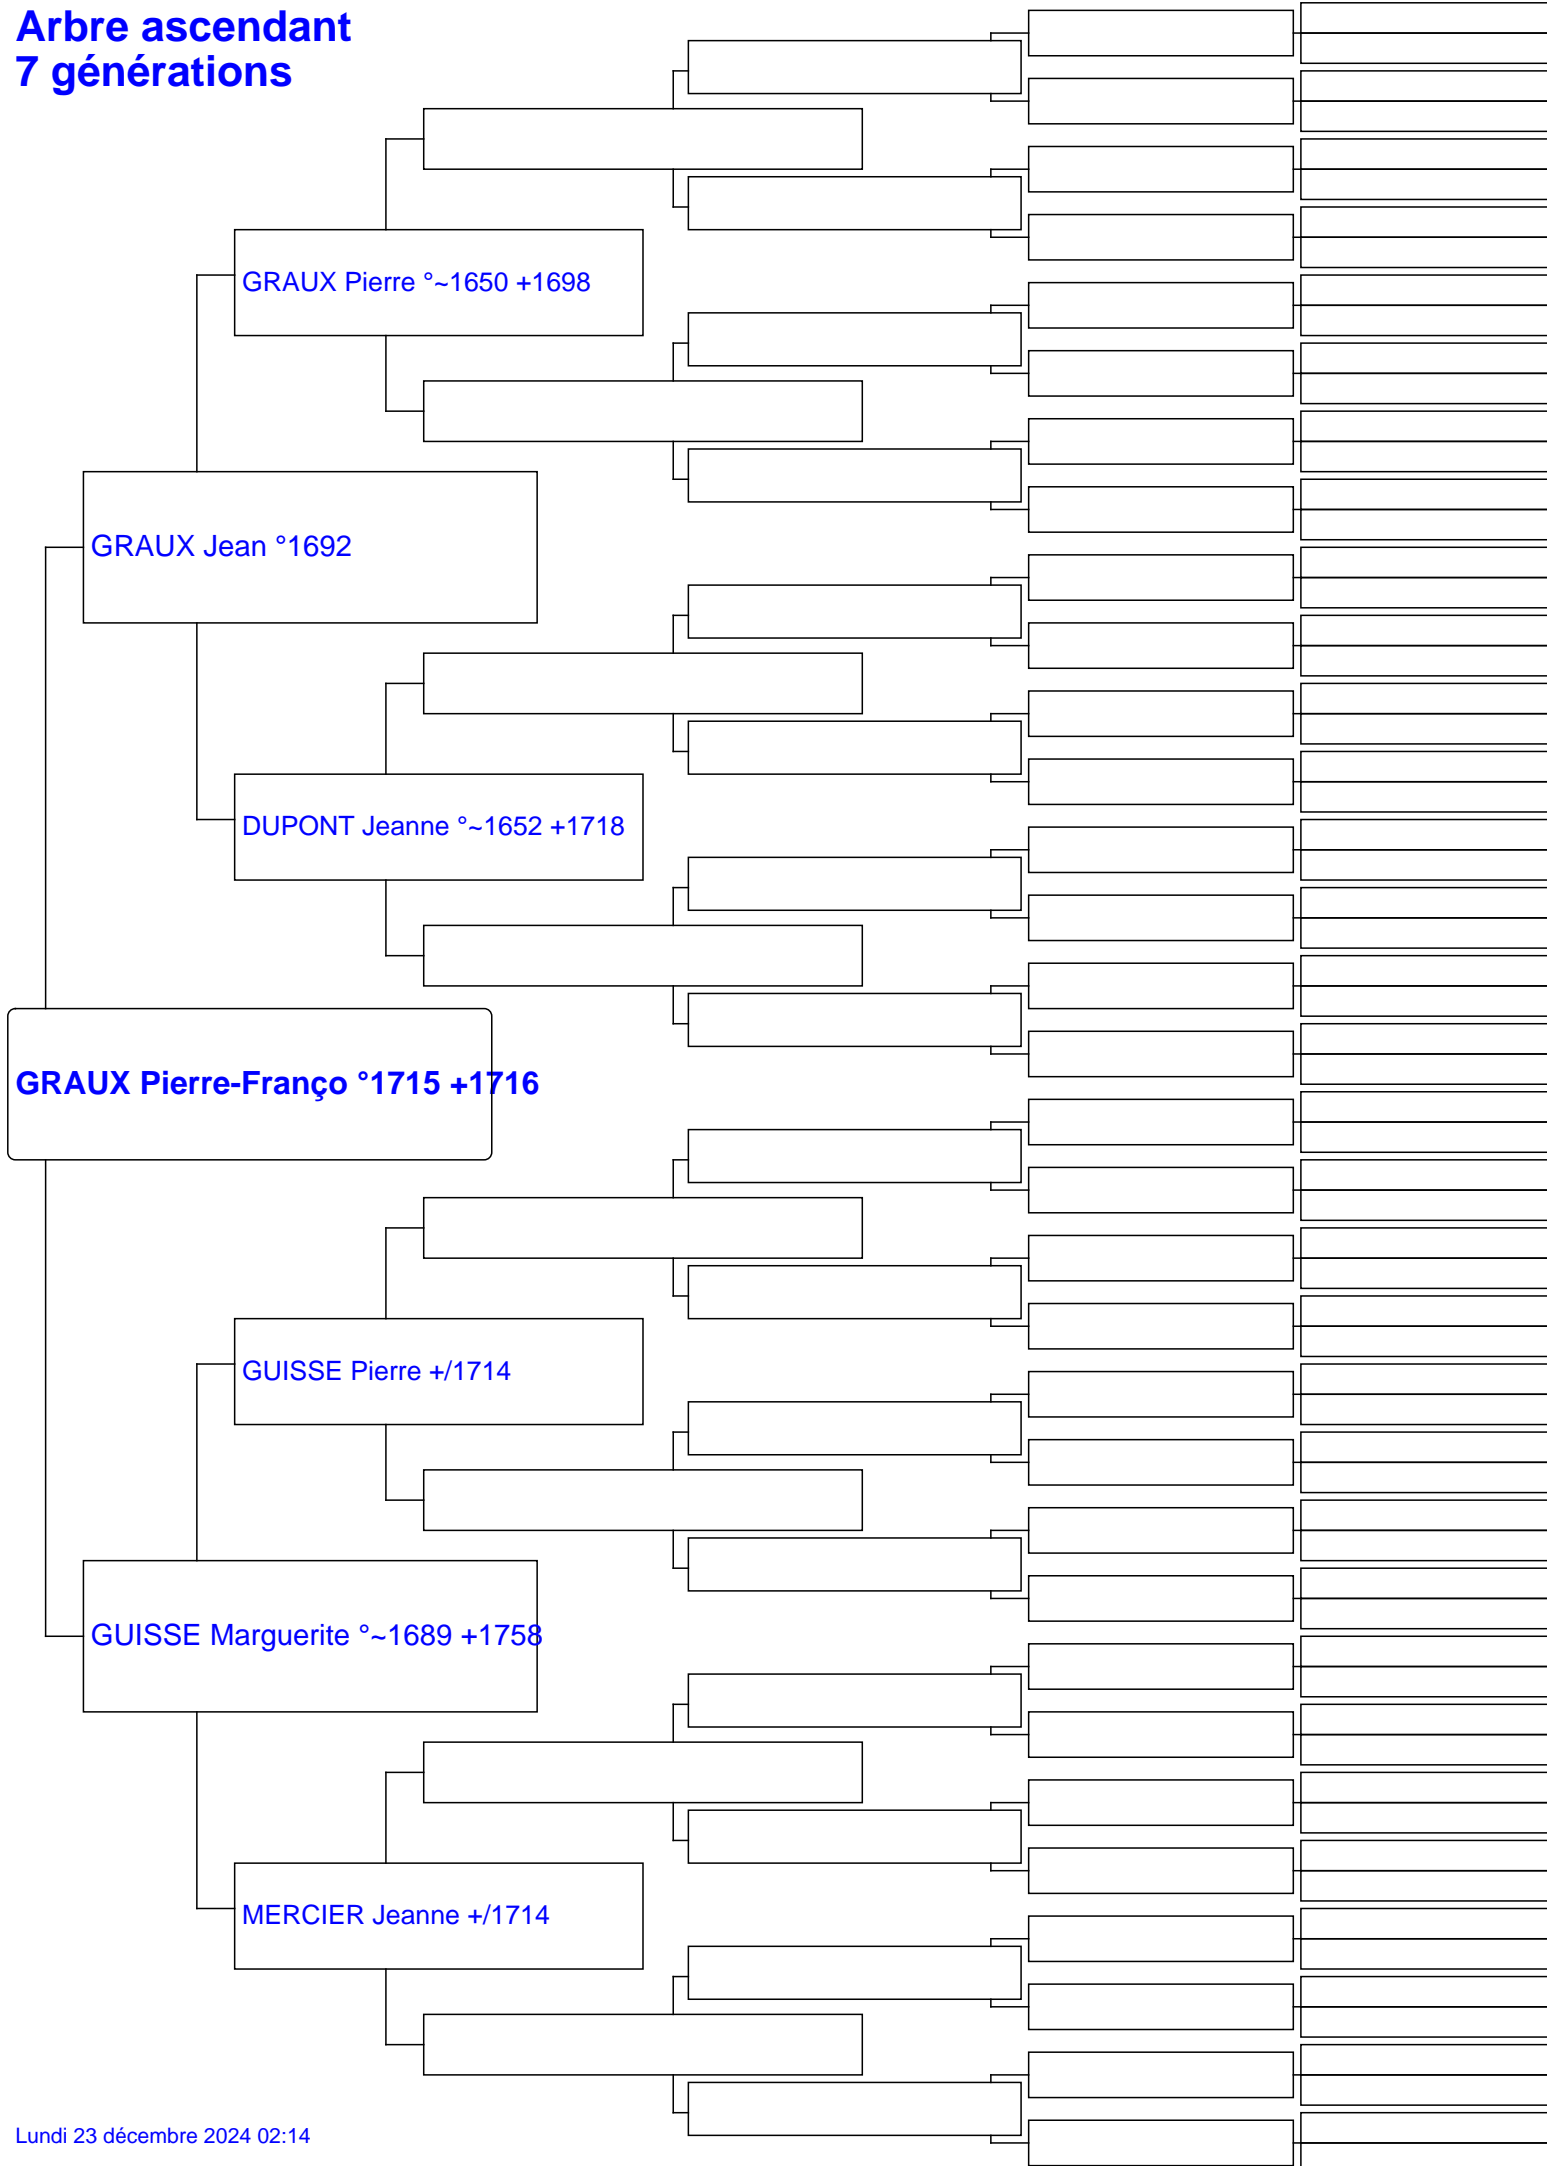 Arbre ascendant
7 générations
GRAUX Pierre °~1650 +1698
GRAUX Jean °1692
DUPONT Jeanne °~1652 +1718
GRAUX Pierre-Franço °1715 +1716
GUISSE Pierre +/1714
GUISSE Marguerite °~1689 +1758
MERCIER Jeanne +/1714
Lundi 23 décembre 2024 02:14